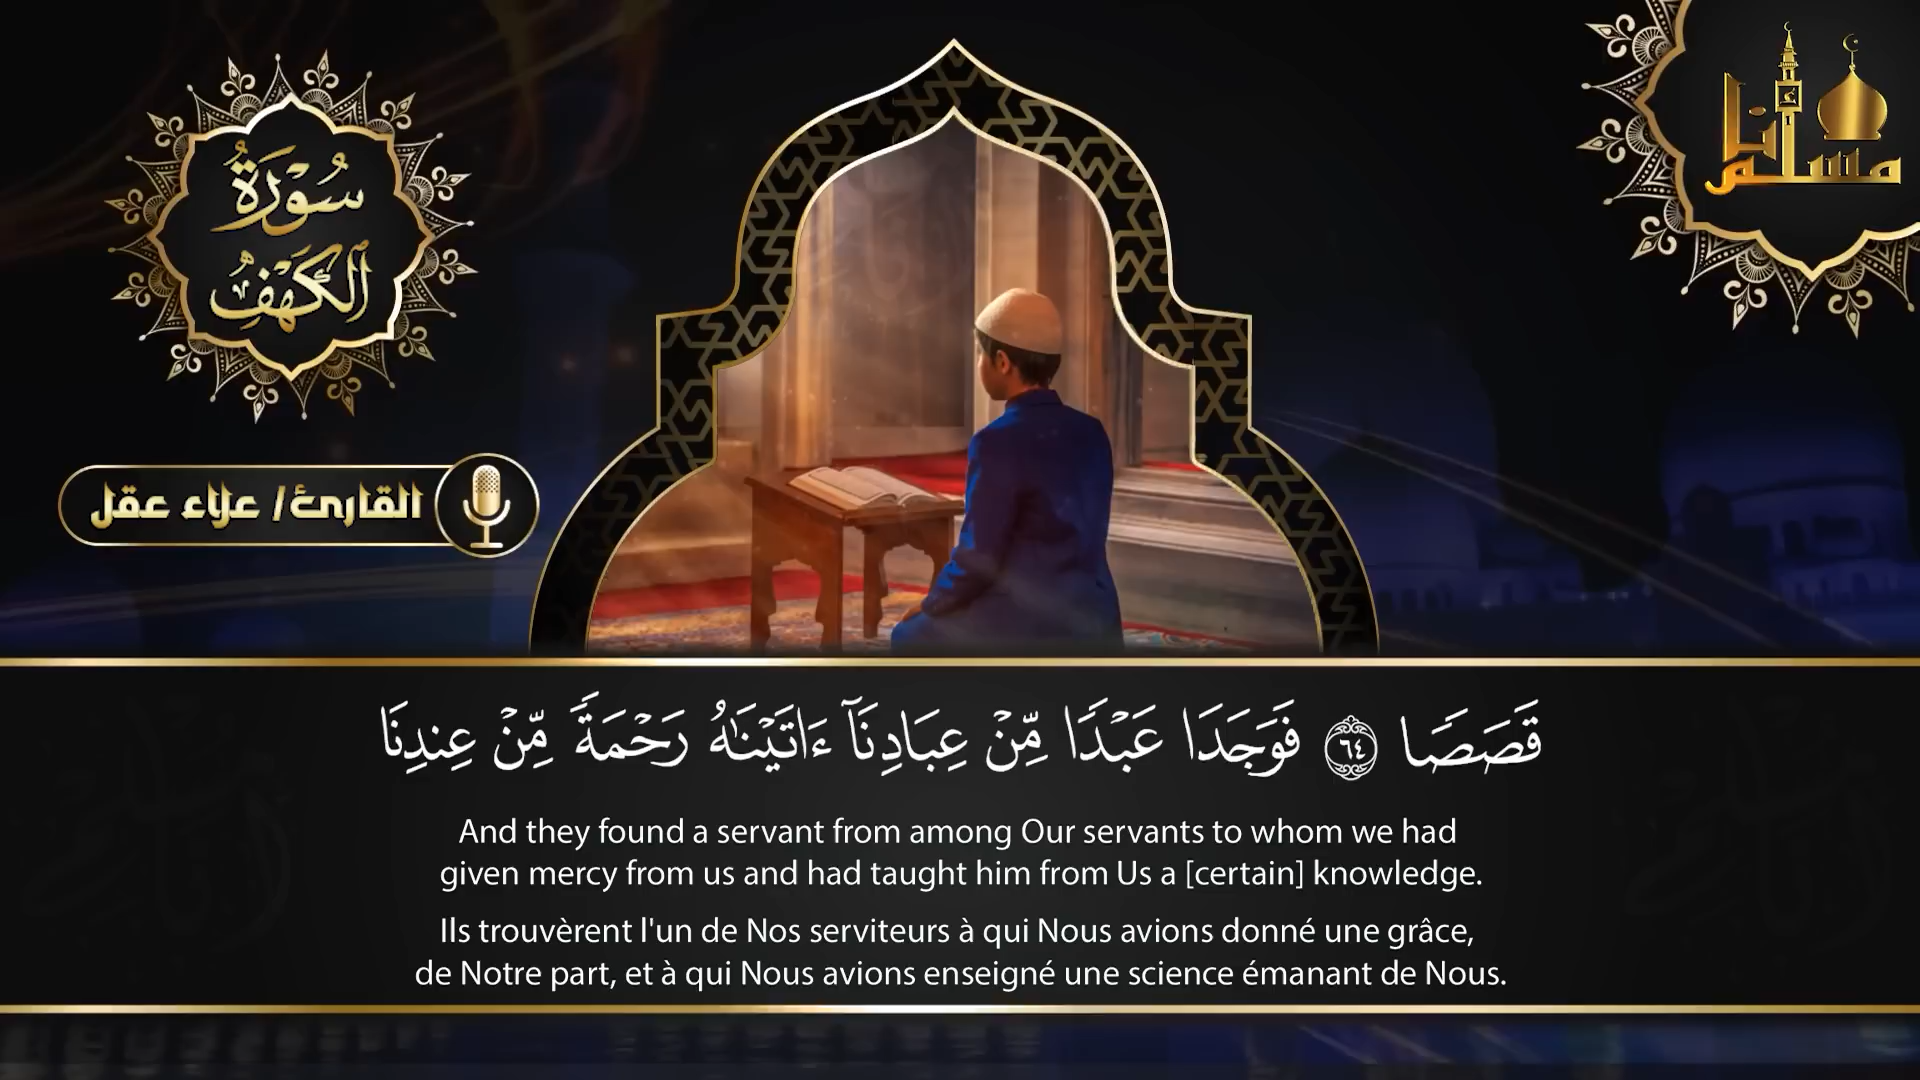 سُورَةُ
الكَهْفِ
أنا
مسلم
القارئ/ علاء عقل
قَصَصًا ٦٤ فَوَجَدَا عَبْدًا مِّنْ عِبَادِنَآ ءَاتَيْنَـٰهُ رَحْمَةً مِّنْ عِندِنَا
And they found a servant from among Our servants to whom we had
given mercy from us and had taught him from Us a [certain] knowledge.
Ils trouvèrent l'un de Nos serviteurs à qui Nous avions donné une grâce,
de Notre part, et à qui Nous avions enseigné une science émanant de Nous.